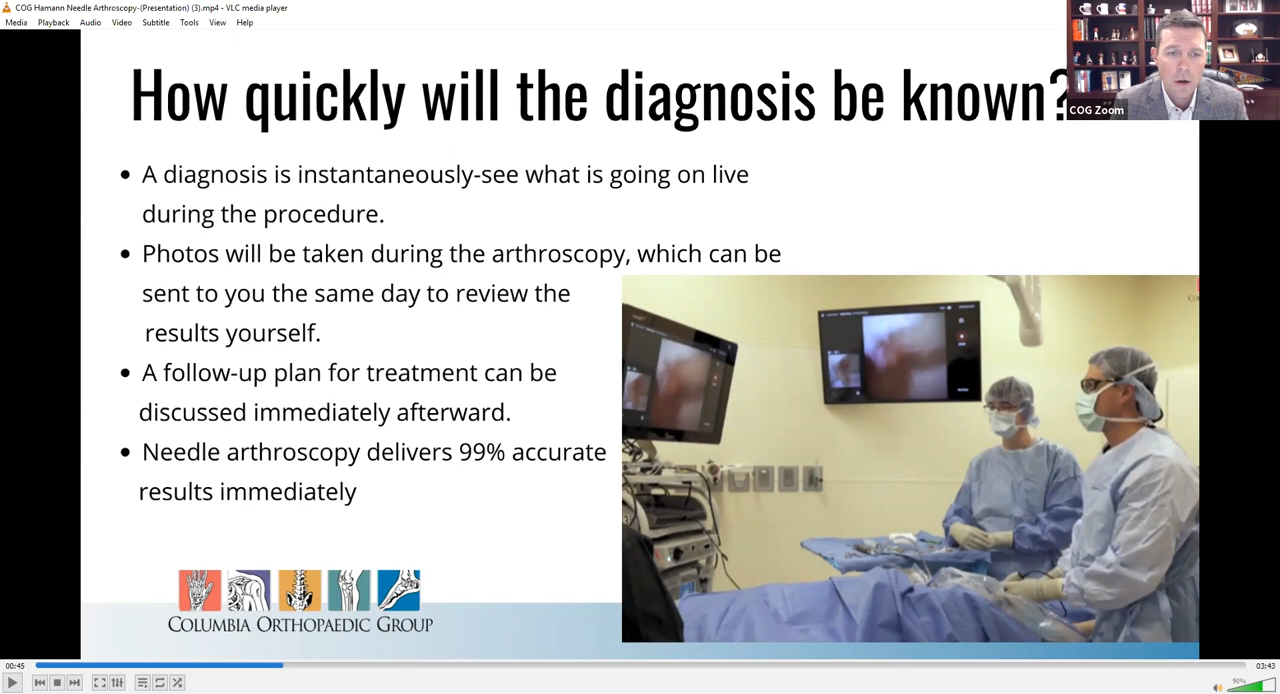 COG Hamann Needle Arthroscopy-(Presentation) (3).mp4 - VLC media player
Media Playback Audio Video Subtitle Tools View Help
How quickly will the diagnosis be known?
COG Zoom
• A diagnosis is instantaneously-see what is going on live
during the procedure.
• Photos will be taken during the arthroscopy, which can be
sent to you the same day to review the
results yourself.
• A follow-up plan for treatment can be
discussed immediately afterward.
• Needle arthroscopy delivers 99% accurate
results immediately
COLUMBIA ORTHOPAEDIC GROUP
00:45
03:43
90%